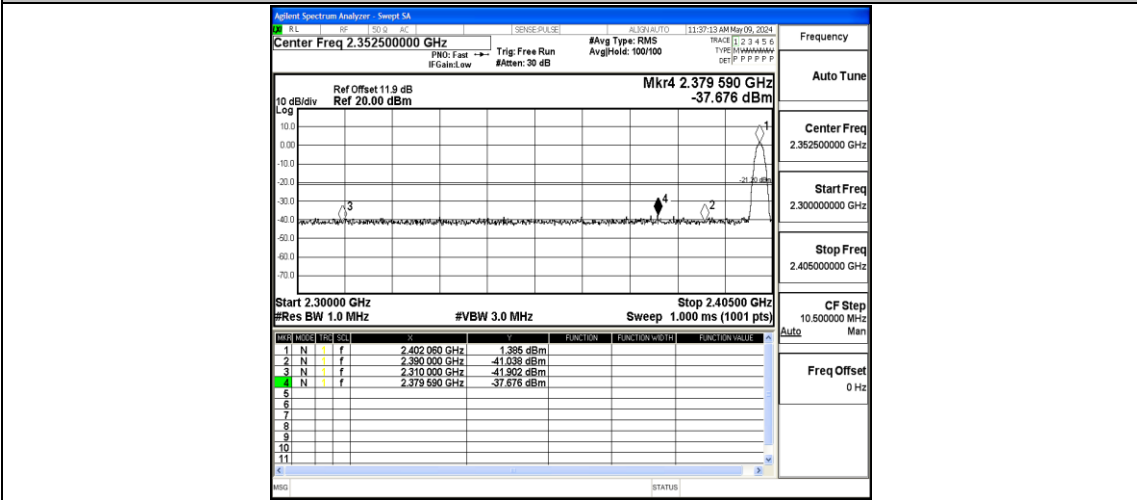 Agilent Spectrum Analyzer - Swept SA
RL RF 50 Ω AC SENSE:PULSE ALIGN AUTO 11:37:13 AM May 09, 2024
Center Freq 2.352500000 GHz #Avg Type: RMS TRACE 1 2 3 4 5 6
PNO: Fast Trig: Free Run Avg|Hold: 100/100 TYPE M
IFGain:Low #Atten: 30 dB DET P P P P P P
Mkr4 2.379 590 GHz
-37.676 dBm
Ref Offset 11.9 dB
10 dB/div Ref 20.00 dBm
Log
10.0
0.00
-10.0
-20.0
-30.0
-40.0
-50.0
-60.0
-70.0
1
-21.20 dBm
3
4
2
Start 2.30000 GHz Stop 2.40500 GHz
#Res BW 1.0 MHz #VBW 3.0 MHz Sweep 1.000 ms (1001 pts)
MKR MODE TRC SCL X Y FUNCTION FUNCTION WIDTH FUNCTION VALUE
1 N 1 f 2.402 060 GHz 1.385 dBm
2 N 1 f 2.390 000 GHz -41.038 dBm
3 N 1 f 2.310 000 GHz -41.902 dBm
4 N 1 f 2.379 590 GHz -37.676 dBm
5
6
7
8
9
10
11
MSG STATUS
Frequency
Auto Tune
Center Freq
2.352500000 GHz
Start Freq
2.300000000 GHz
Stop Freq
2.405000000 GHz
CF Step
10.500000 MHz
Auto Man
Freq Offset
0 Hz